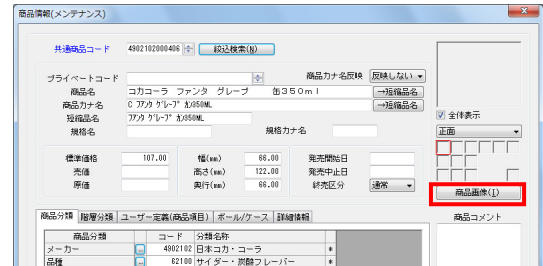 商品情報(メンテナンス)
共通商品コード 4902102000406 絞込検索(N)
プライベートコード 商品カナ名反映 反映しない
商品名 コカコーラ ファンタ グレープ 缶350ml →短縮品名
商品カナ名 C ファンタ グレープ カン350ML →短縮品名
短縮品名 ファンタ グレープ カン350ML
規格名 規格カナ名
全体表示
正面
標準価格 107.00 幅(mm) 66.00 発売開始日
売価 高さ(mm) 122.00 発売中止日
原価 奥行(mm) 66.00 終売区分 通常
商品画像(I)
商品分類 階層分類 ユーザー定義(商品項目) ボール/ケース 詳細情報
商品コメント
商品分類 コード 分類名称
メーカー 4902102 日本コカ・コーラ *
品種 62100 サイダー・炭酸フレーバー *